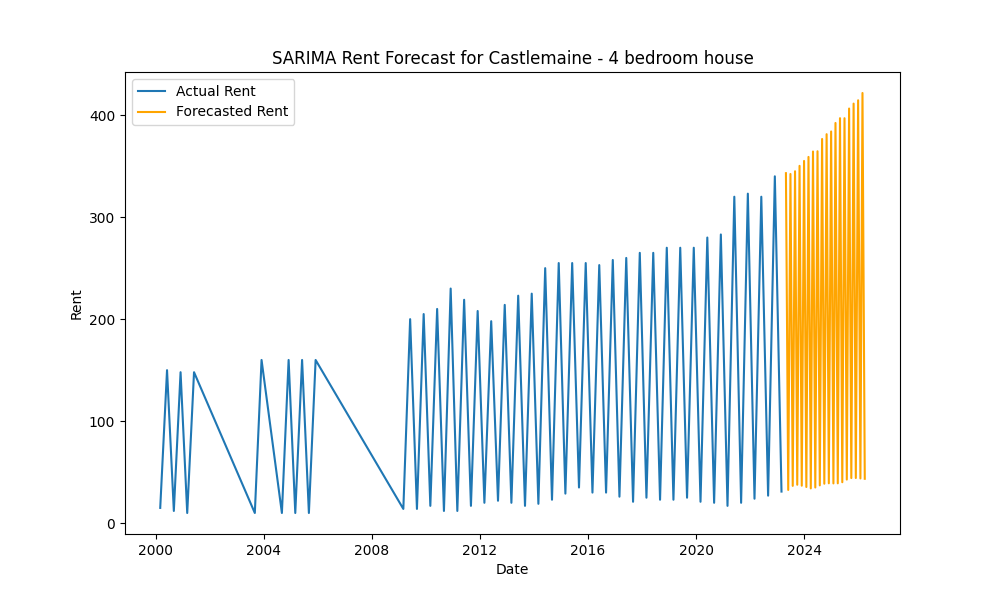 SARIMA Rent Forecast for Castlemaine - 4 bedroom house
Actual Rent
Forecasted Rent
400
300
200
100
0
Rent
2000 2004 2008 2012 2016 2020 2024
Date